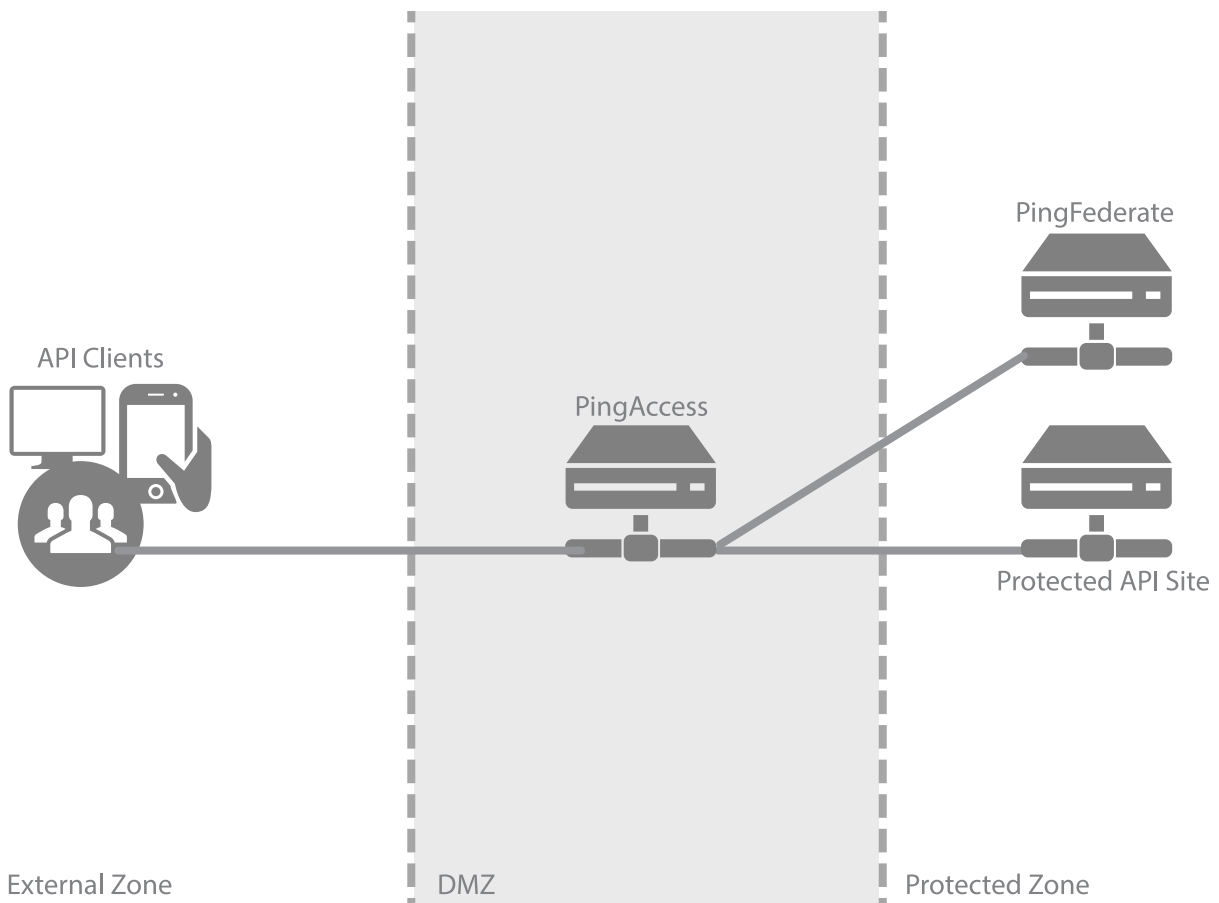 PingFederate
API Clients
PingAccess
Protected API Site
External Zone
DMZ
Protected Zone